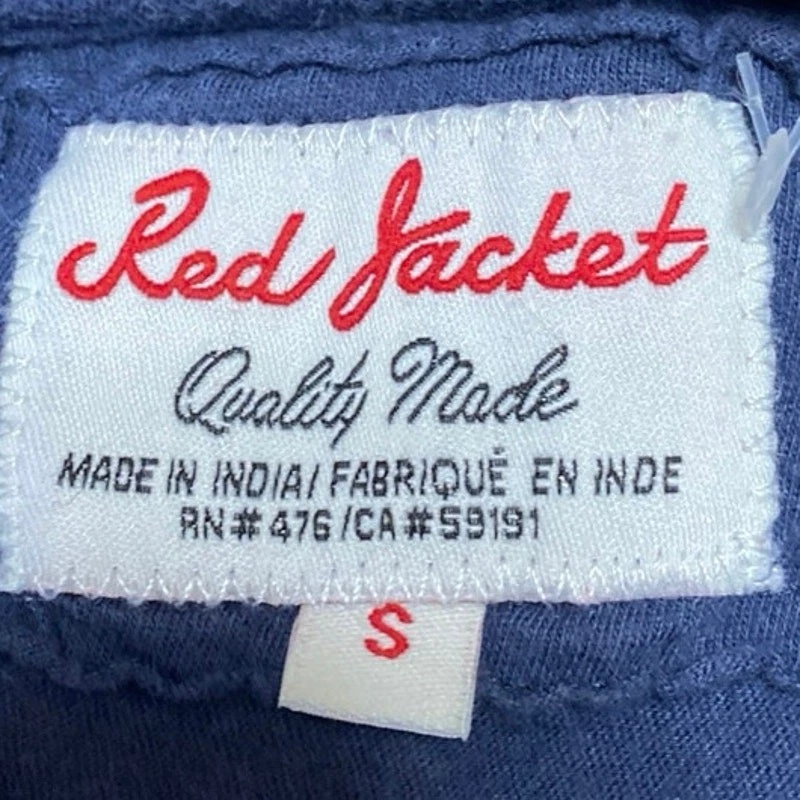 Red Jacket
Quality Made
MADE IN INDIA / FABRIQUÉ EN INDE
RN# 476 / CA #59191
S